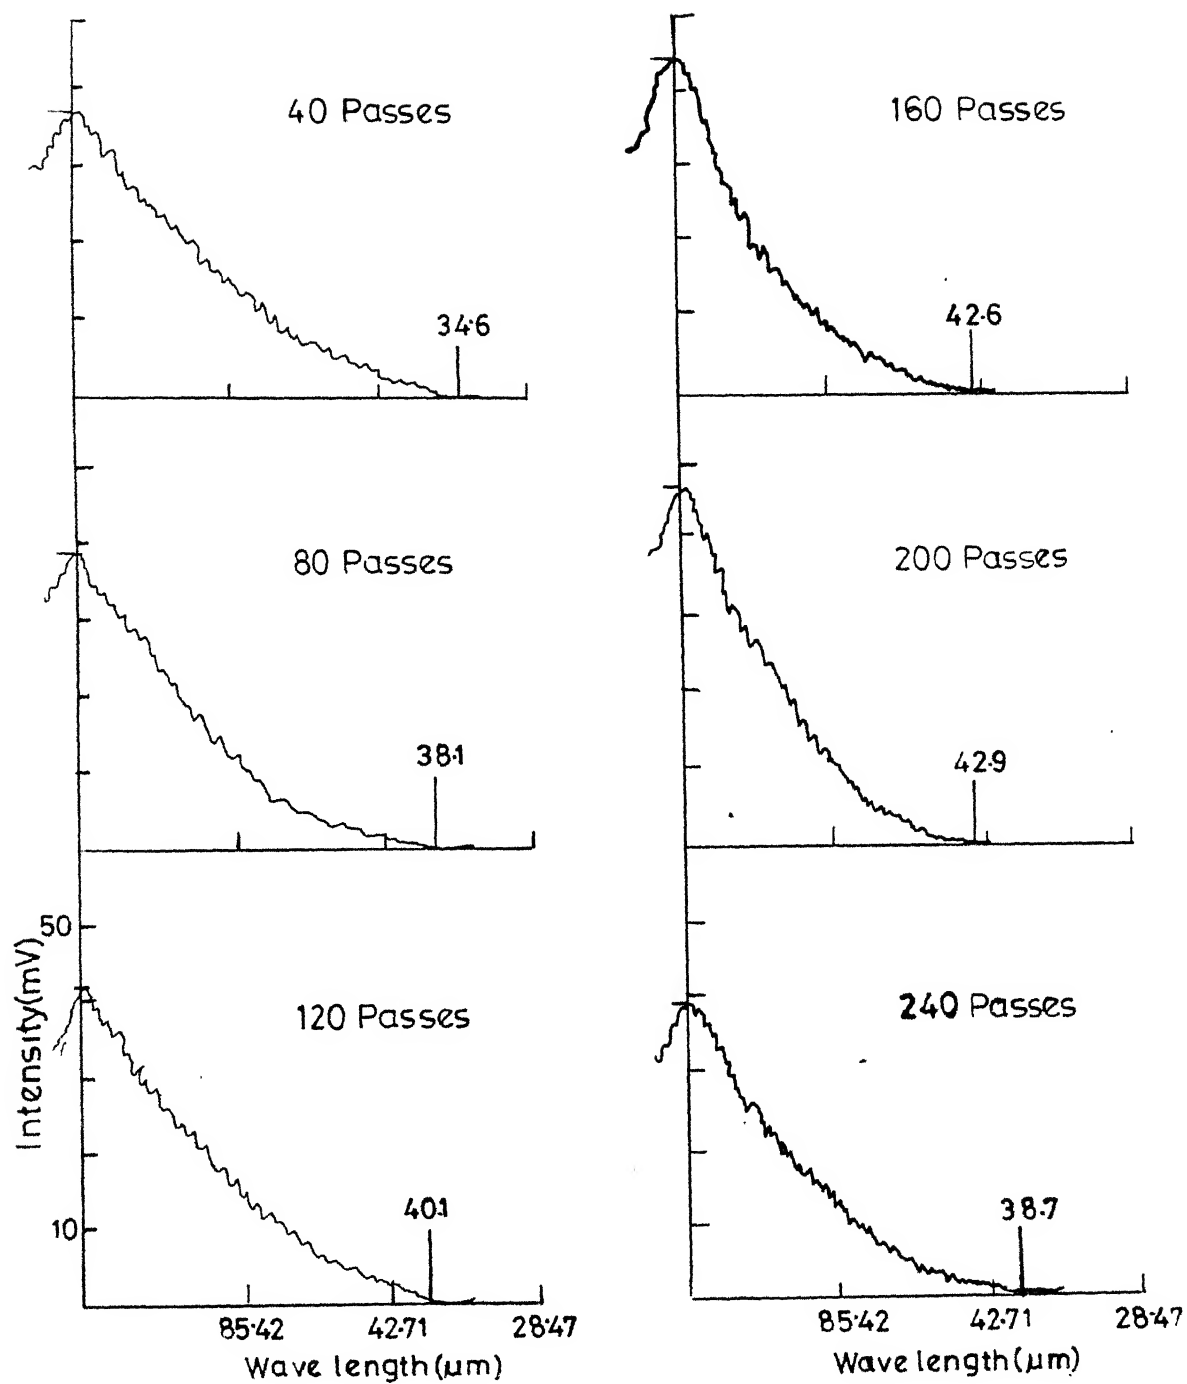 40 Passes
34.6
80 Passes
38.1
Intensity(mV)
50
10
120 Passes
40.1
85.42 42.71 28.47
Wave length(μm)
160 Passes
42.6
200 Passes
42.9
240 Passes
38.7
85.42 42.71 28.47
Wave length(μm)